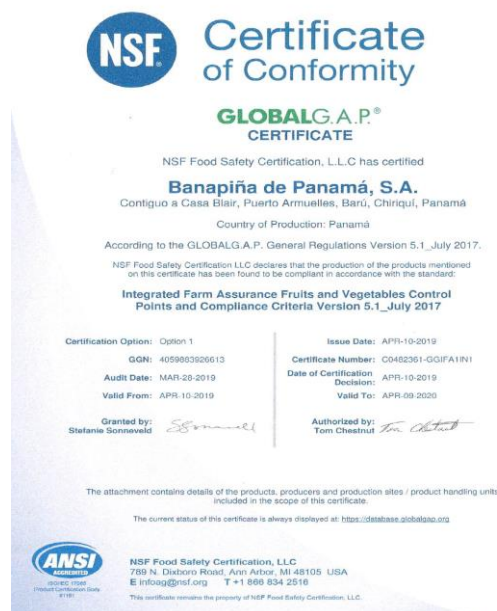 NSF
Certificate
of Conformity
GLOBALG.A.P.®
CERTIFICATE
NSF Food Safety Certification, L.L.C has certified
Banapiña de Panamá, S.A.
Contiguo a Casa Blair, Puerto Armuelles, Barú, Chiriquí, Panamá
Country of Production: Panamá
According to the GLOBALG.A.P. General Regulations Version 5.1_July 2017.
NSF Food Safety Certification LLC declares that the production of the products mentioned
on this certificate has been found to be compliant in accordance with the standard:
Integrated Farm Assurance Fruits and Vegetables Control
Points and Compliance Criteria Version 5.1_July 2017
Certification Option: Option 1
GGN: 4059883926613
Audit Date: MAR-28-2019
Valid From: APR-10-2019
Granted by:
Stefanie Sonneveld
Issue Date: APR-10-2019
Certificate Number: C0482361-GGIFA1IN1
Date of Certification
Decision: APR-10-2019
Valid To: APR-09-2020
Authorized by:
Tom Chestnut
The attachment contains details of the products, producers and production sites / product handling units
included in the scope of this certificate.
The current status of this certificate is always displayed at: https://database.globalgap.org
ANSI
ACCREDITED
ISO/IEC 17065
Product Certification Body
NSF Food Safety Certification, LLC
789 N. Dixboro Road, Ann Arbor, MI 48105 USA
E infoag@nsf.org T +1 866 834 2516
This certificate remains the property of NSF Food Safety Certification, LLC.